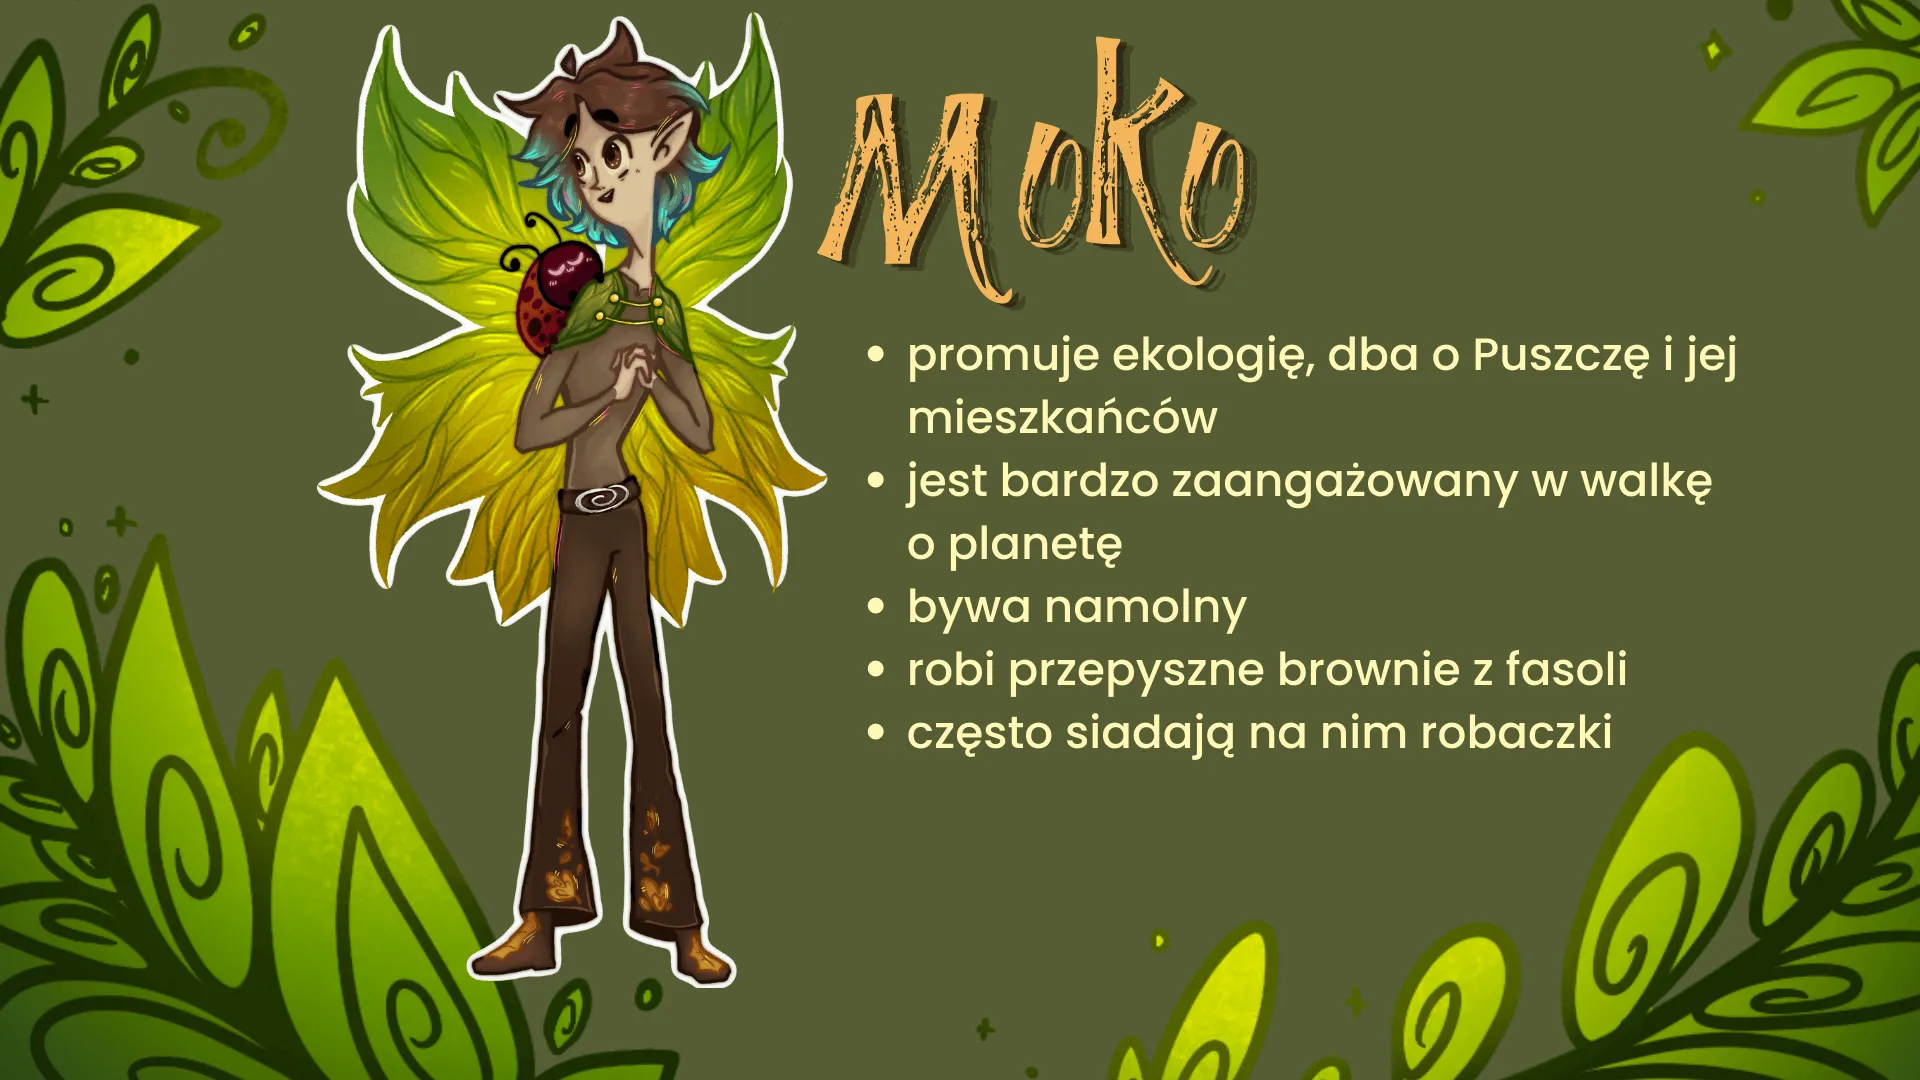 Moko
• promuje ekologię, dba o Puszczę i jej
mieszkańców
• jest bardzo zaangażowany w walkę
o planetę
• bywa namolny
• robi przepyszne brownie z fasoli
• często siadają na nim robaczki